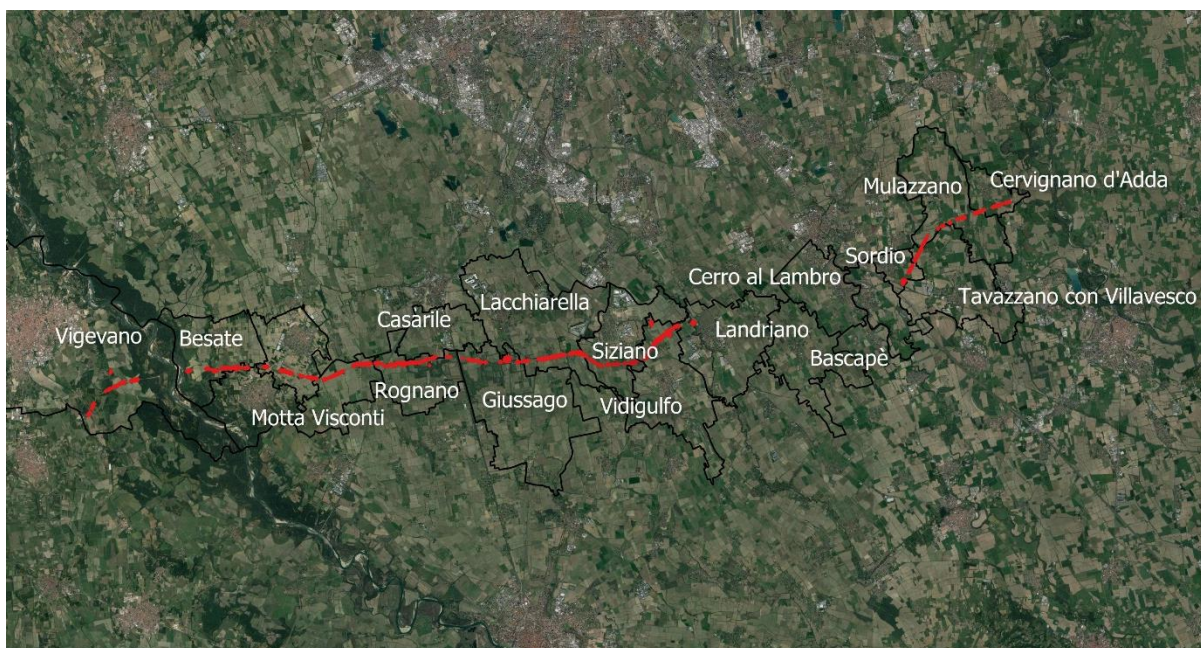 Mulazzano
Cervignano d'Adda
Sordio
Cerro al Lambro
Tavazzano con Villavesco
Lacchiarella
Casarile
Landriano
Vigevano
Besate
Siziano
Bascapè
Rognano
Giussago
Vidigulfo
Motta Visconti